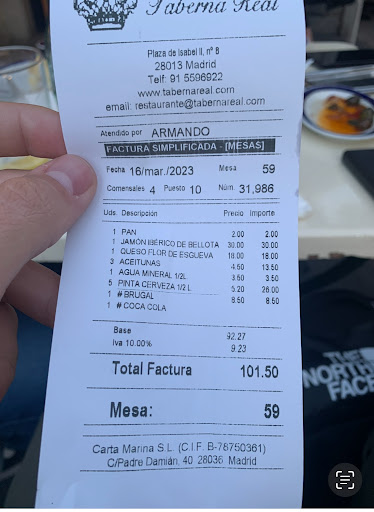 Taberna Real
Plaza de Isabel II, nº 8
28013 Madrid
Telf: 91 5596922
www.tabernareal.com
email: restaurante@tabernareal.com
Atendido por ARMANDO
FACTURA SIMPLIFICADA - [MESAS]
Fecha 16/mar./2023 Mesa 59
Comensales 4 Puesto 10 Núm. 31,986
Uds. Descripción Precio Importe
1 PAN 2.00 2.00
1 JAMÓN IBÉRICO DE BELLOTA 30.00 30.00
1 QUESO FLOR DE ESGUEVA 18.00 18.00
3 ACEITUNAS 4.50 13.50
1 AGUA MINERAL 1/2L 3.50 3.50
5 PINTA CERVEZA 1/2 L 5.20 26.00
1 # BRUGAL 8.50 8.50
1 # COCA COLA
Base 92.27
Iva 10.00% 9.23
Total Factura 101.50
Mesa: 59
Carta Marina S.L. (C.I.F. B-78750361)
C/Padre Damián, 40 28036 Madrid
THE
NORTH
FACE